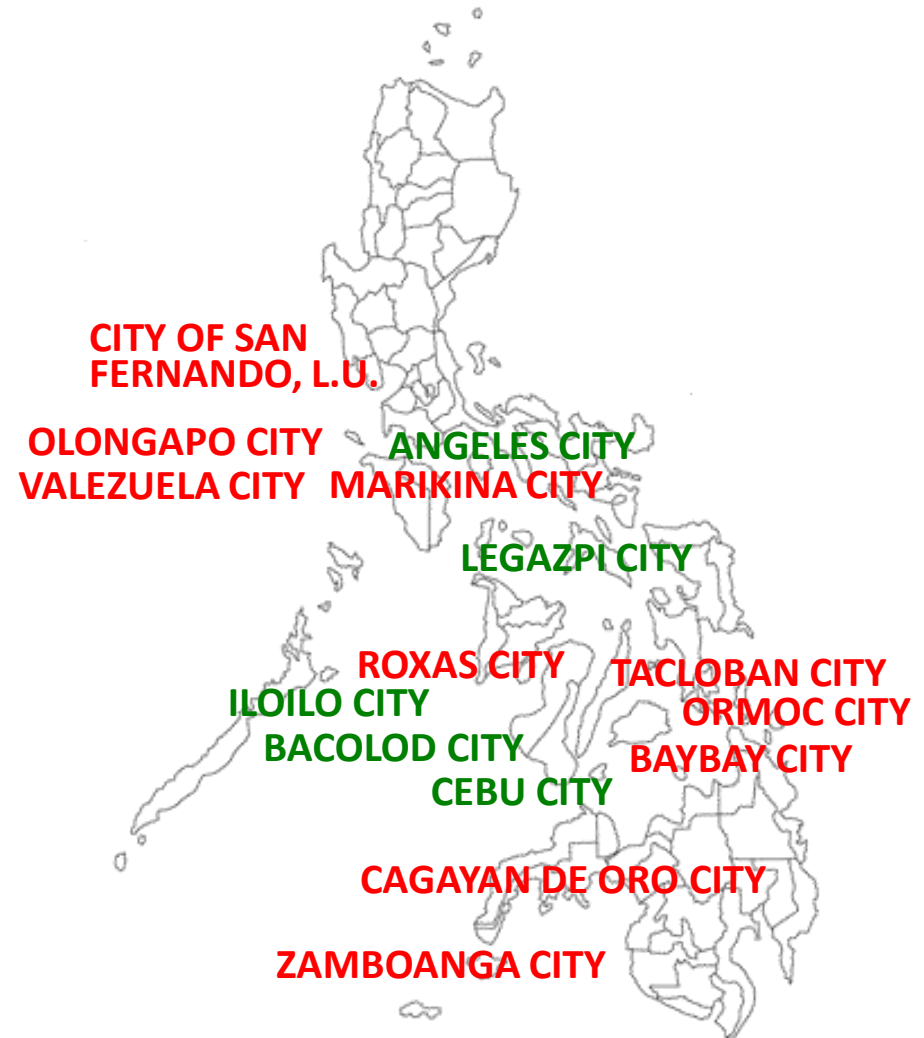 CITY OF SAN
FERNANDO, L.U.
OLONGAPO CITY
ANGELES CITY
VALEZUELA CITY
MARIKINA CITY
LEGAZPI CITY
ROXAS CITY
TACLOBAN CITY
ILOILO CITY
ORMOC CITY
BACOLOD CITY
BAYBAY CITY
CEBU CITY
CAGAYAN DE ORO CITY
ZAMBOANGA CITY